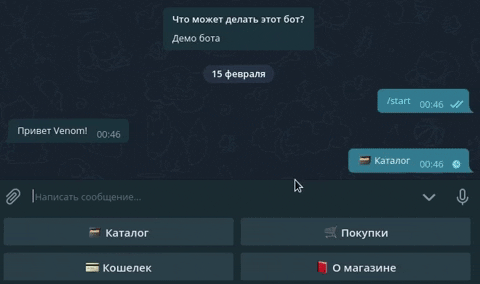 Что может делать этот бот?
Демо бота
15 февраля
/start 00:46
Привет Venom! 00:46
Каталог 00:46
Написать сообщение...
Каталог
Покупки
Кошелек
О магазине